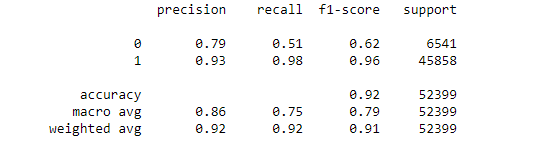 precision recall f1-score support
0 0.79 0.51 0.62 6541
1 0.93 0.98 0.96 45858
accuracy 0.92 52399
macro avg 0.86 0.75 0.79 52399
weighted avg 0.92 0.92 0.91 52399